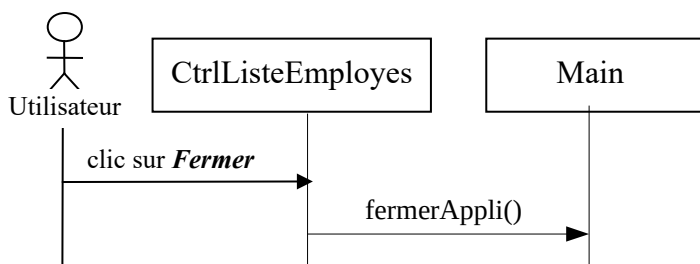 CtrlListeEmployes
Main
Utilisateur
clic sur Fermer
fermerAppli()